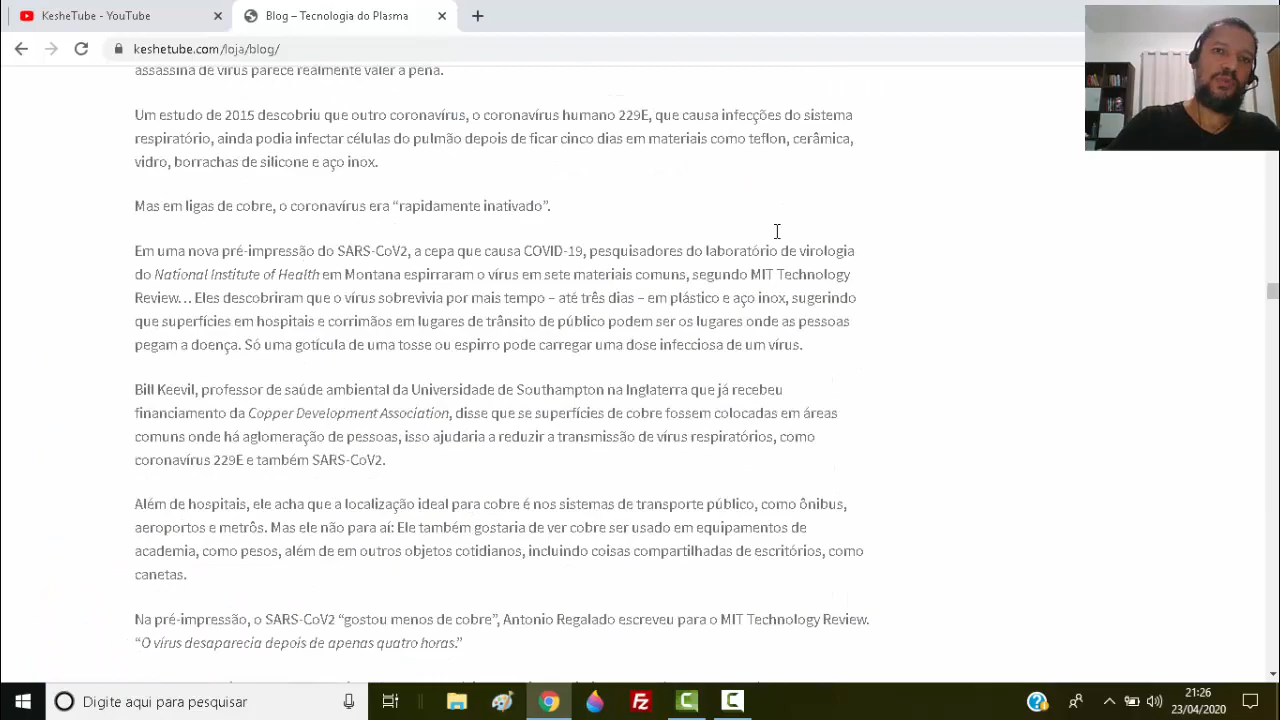 KesheTube - YouTube
Blog – Tecnologia do Plasma
keshetube.com/loja/blog/
assassina de vírus parece realmente valer a pena.
Um estudo de 2015 descobriu que outro coronavírus, o coronavírus humano 229E, que causa infecções do sistema
respiratório, ainda podia infectar células do pulmão depois de ficar cinco dias em materiais como teflon, cerâmica,
vidro, borrachas de silicone e aço inox.
Mas em ligas de cobre, o coronavírus era “rapidamente inativado”.
Em uma nova pré-impressão do SARS-CoV2, a cepa que causa COVID-19, pesquisadores do laboratório de virologia
do National Institute of Health em Montana espirraram o vírus em sete materiais comuns, segundo MIT Technology
Review… Eles descobriram que o vírus sobrevivia por mais tempo – até três dias – em plástico e aço inox, sugerindo
que superfícies em hospitais e corrimãos em lugares de trânsito de público podem ser os lugares onde as pessoas
pegam a doença. Só uma gotícula de uma tosse ou espirro pode carregar uma dose infecciosa de um vírus.
Bill Keevil, professor de saúde ambiental da Universidade de Southampton na Inglaterra que já recebeu
financiamento da Copper Development Association, disse que se superfícies de cobre fossem colocadas em áreas
comuns onde há aglomeração de pessoas, isso ajudaria a reduzir a transmissão de vírus respiratórios, como
coronavírus 229E e também SARS-CoV2.
Além de hospitais, ele acha que a localização ideal para cobre é nos sistemas de transporte público, como ônibus,
aeroportos e metrôs. Mas ele não para aí: Ele também gostaria de ver cobre ser usado em equipamentos de
academia, como pesos, além de em outros objetos cotidianos, incluindo coisas compartilhadas de escritórios, como
canetas.
Na pré-impressão, o SARS-CoV2 “gostou menos de cobre”, Antonio Regalado escreveu para o MIT Technology Review.
“O vírus desaparecia depois de apenas quatro horas.”
Digite aqui para pesquisar
21:26
23/04/2020